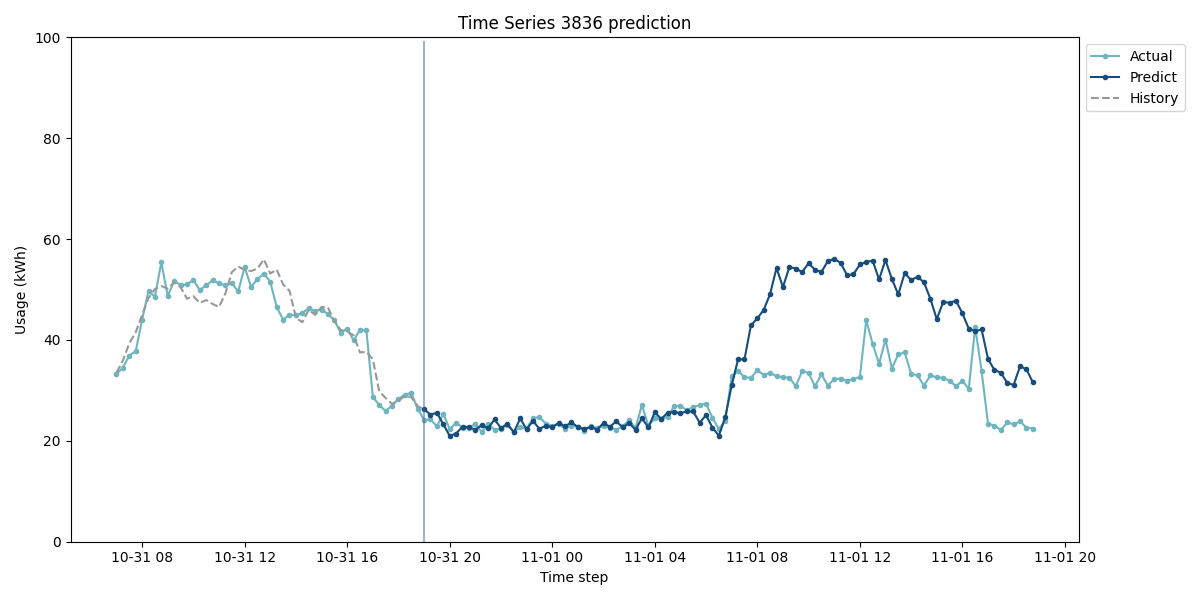 Time Series 3836 prediction
Usage (kWh)
100
80
60
40
20
0
10-31 08
10-31 12
10-31 16
10-31 20
11-01 00
11-01 04
11-01 08
11-01 12
11-01 16
11-01 20
Time step
Actual
Predict
History